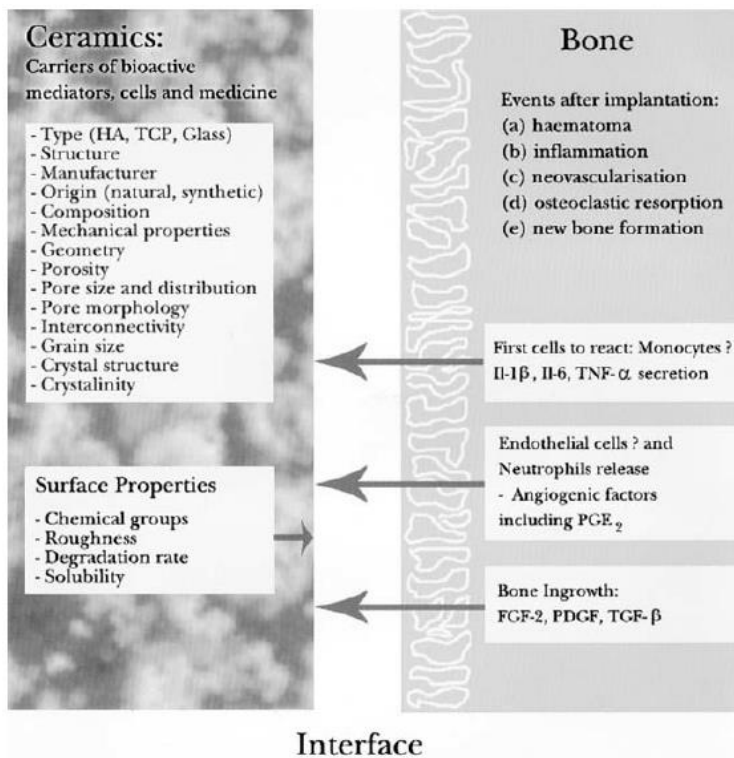 Ceramics:
Carriers of bioactive
mediators, cells and medicine
- Type (HA, TCP, Glass)
- Structure
- Manufacturer
- Origin (natural, synthetic)
- Composition
- Mechanical properties
- Geometry
- Porosity
- Pore size and distribution
- Pore morphology
- Interconnectivity
- Grain size
- Crystal structure
- Crystalinity
Surface Properties
- Chemical groups
- Roughness
- Degradation rate
- Solubility
Bone
Events after implantation:
(a) haematoma
(b) inflammation
(c) neovascularisation
(d) osteoclastic resorption
(e) new bone formation
First cells to react: Monocytes ?
Il-1β, Il-6, TNF-α secretion
Endothelial cells ? and
Neutrophils release
- Angiogenic factors
including PGE₂
Bone Ingrowth:
FGF-2, PDGF, TGF-β
Interface